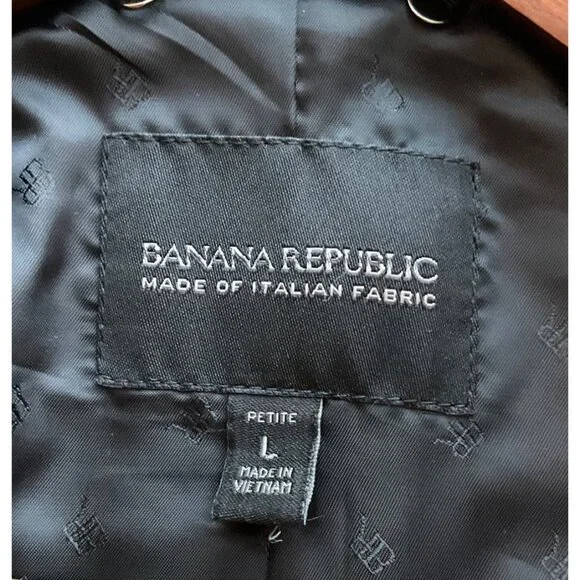 BANANA REPUBLIC
MADE OF ITALIAN FABRIC
PETITE
L
MADE IN
VIETNAM